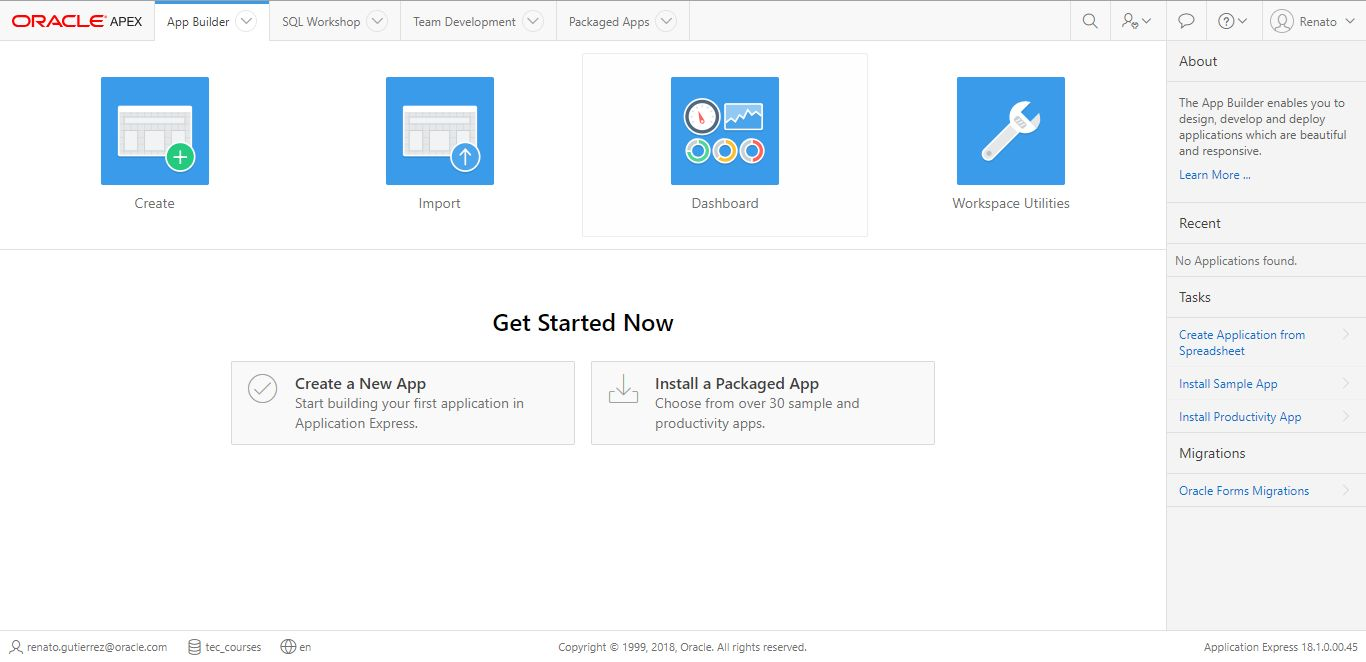 ORACLE APEX App Builder SQL Workshop Team Development Packaged Apps Renato
Create Import Dashboard Workspace Utilities
Get Started Now
Create a New App
Start building your first application in
Application Express.
Install a Packaged App
Choose from over 30 sample and
productivity apps.
About
The App Builder enables you to
design, develop and deploy
applications which are beautiful
and responsive.
Learn More ...
Recent
No Applications found.
Tasks
Create Application from
Spreadsheet
Install Sample App
Install Productivity App
Migrations
Oracle Forms Migrations
renato.gutierrez@oracle.com tec_courses en Copyright © 1999, 2018, Oracle. All rights reserved. Application Express 18.1.0.00.45